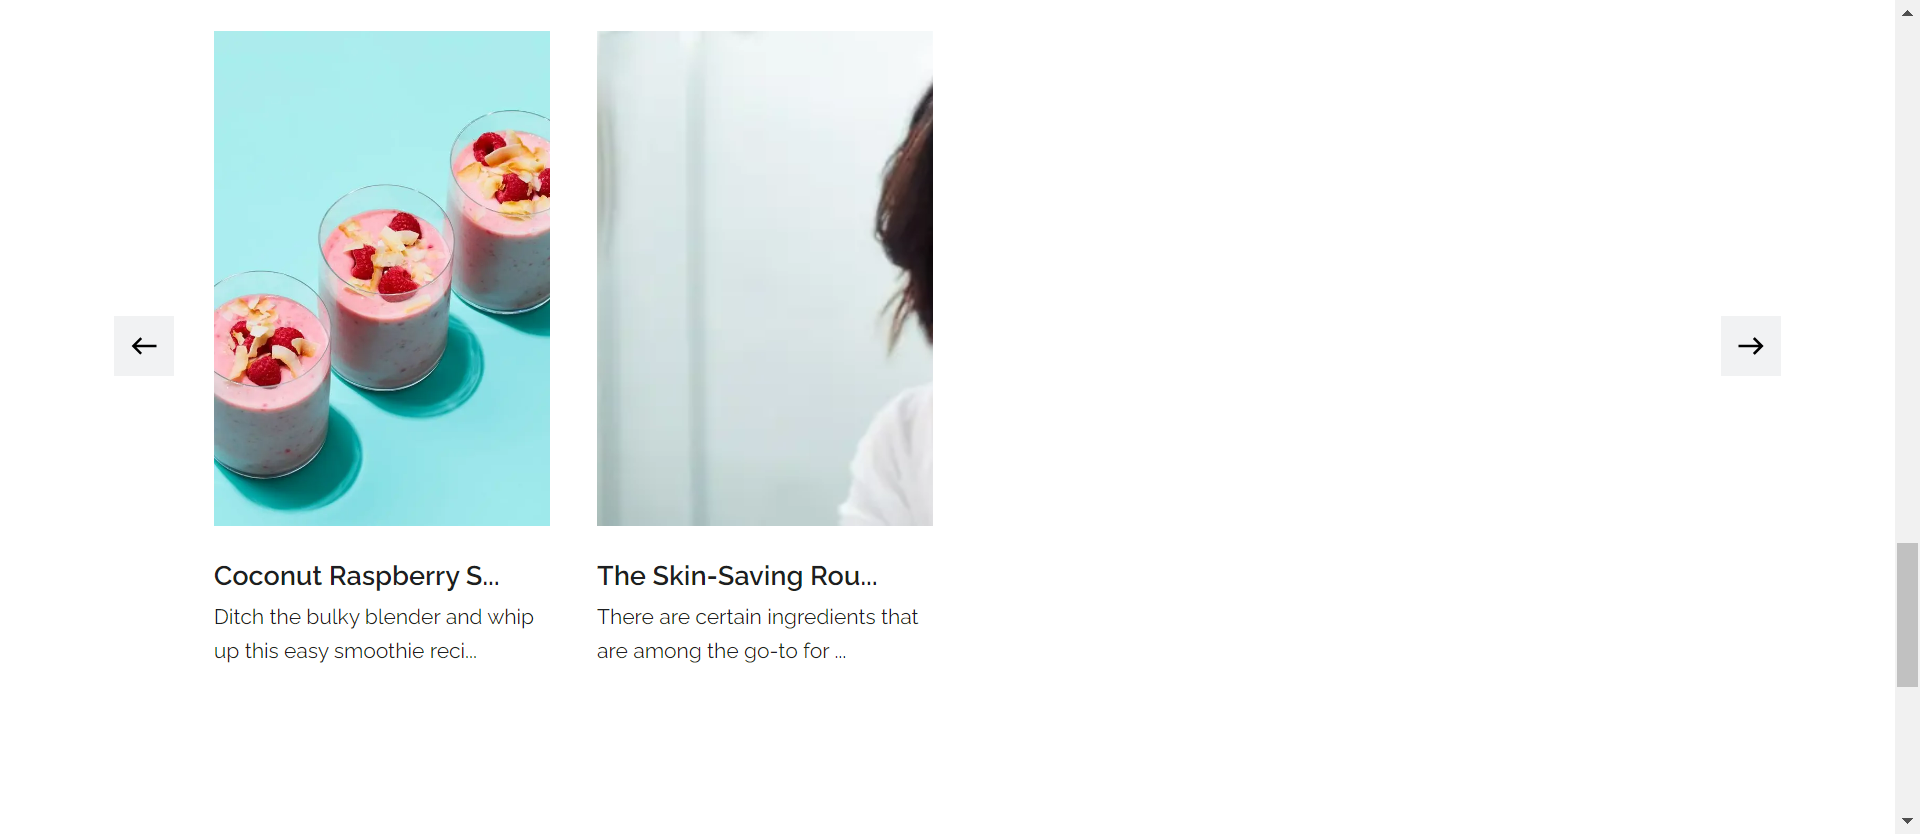 Coconut Raspberry S...
Ditch the bulky blender and whip
up this easy smoothie reci...
The Skin-Saving Rou...
There are certain ingredients that
are among the go-to for ...